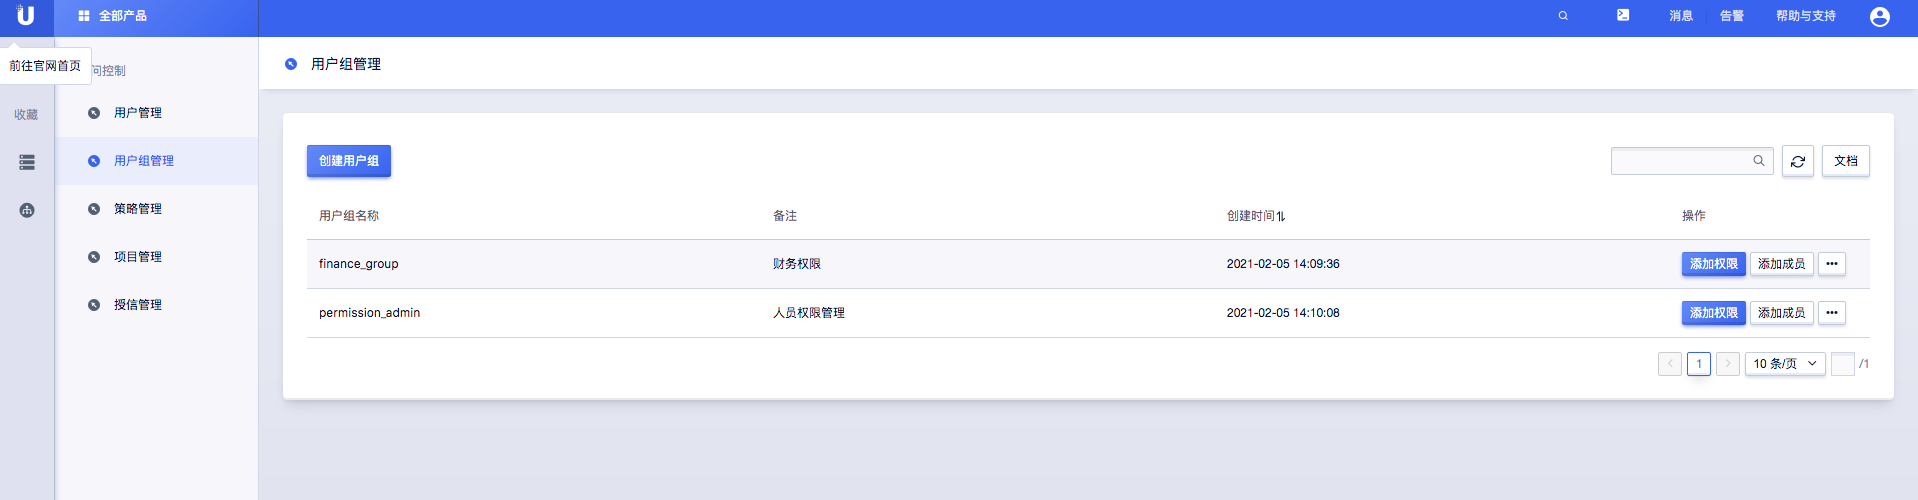 全部产品
消息
告警
帮助与支持
前往官网首页
问控制
收藏
用户管理
用户组管理
策略管理
项目管理
授信管理
用户组管理
创建用户组
文档
用户组名称 备注 创建时间 操作
finance_group 财务权限 2021-02-05 14:09:36 添加权限 添加成员 •••
permission_admin 人员权限管理 2021-02-05 14:10:08 添加权限 添加成员 •••
1 10 条/页 /1